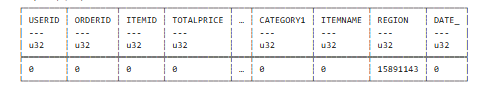 USERID ORDERID ITEMID TOTALPRICE … CATEGORY1 ITEMNAME REGION DATE_
--- --- --- --- --- --- --- ---
u32 u32 u32 u32 u32 u32 u32 u32
0 0 0 0 … 0 0 15891143 0